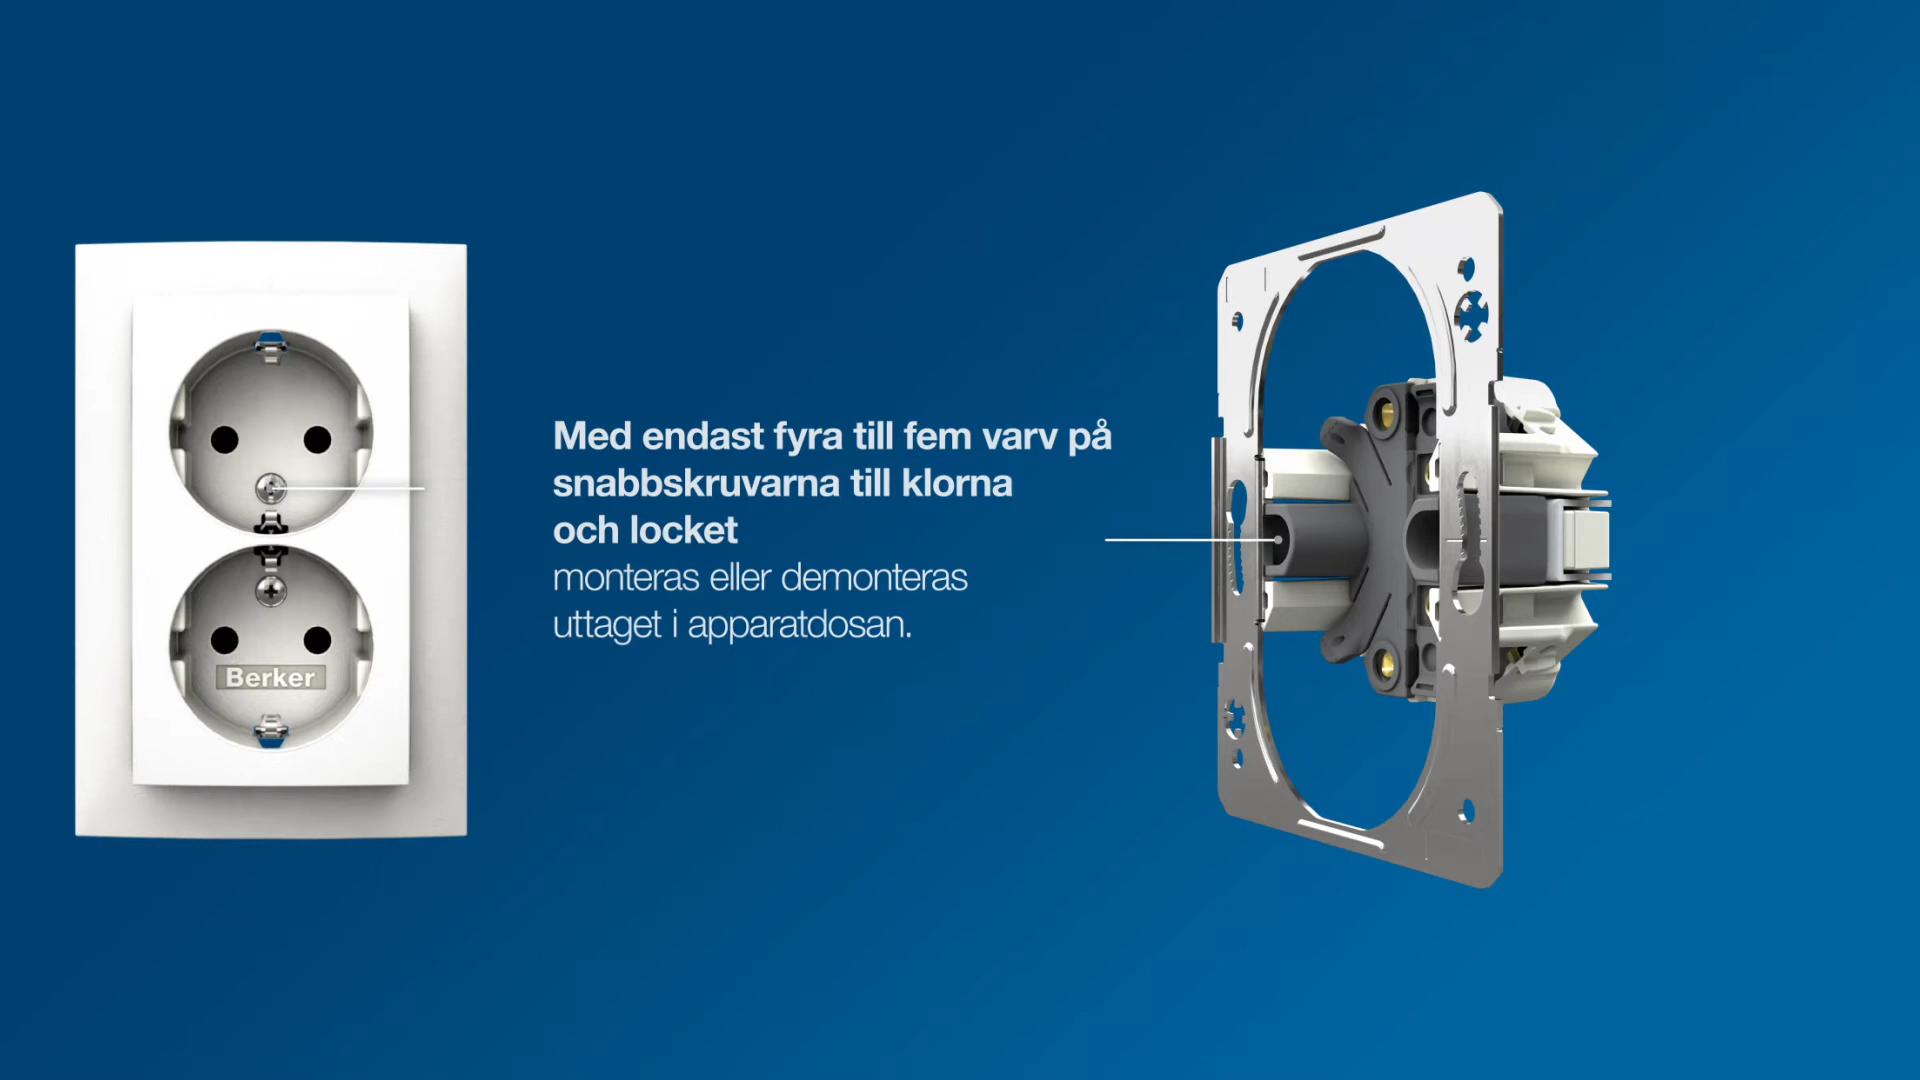 Med endast fyra till fem varv på
snabbskruvarna till klorna
och locket
monteras eller demonteras
uttaget i apparatdosan.
Berker